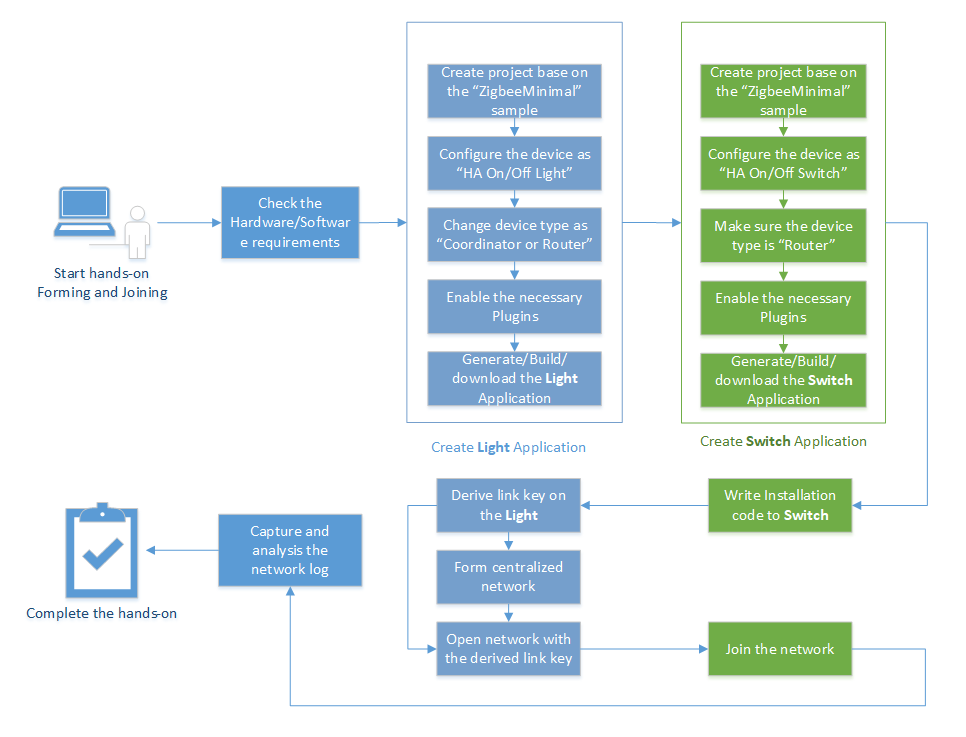 Start hands-on
Forming and Joining
Check the
Hardware/Softwar
e requirements
Create project base on
the “ZigbeeMinimal”
sample
Configure the device as
“HA On/Off Light”
Change device type as
“Coordinator or Router”
Enable the necessary
Plugins
Generate/Build/
download the Light
Application
Create Light Application
Create project base on
the “ZigbeeMinimal”
sample
Configure the device as
“HA On/Off Switch”
Make sure the device
type is “Router”
Enable the necessary
Plugins
Generate/Build/
download the Switch
Application
Create Switch Application
Write Installation
code to Switch
Derive link key on
the Light
Form centralized
network
Open network with
the derived link key
Join the network
Capture and
analysis the
network log
Complete the hands-on